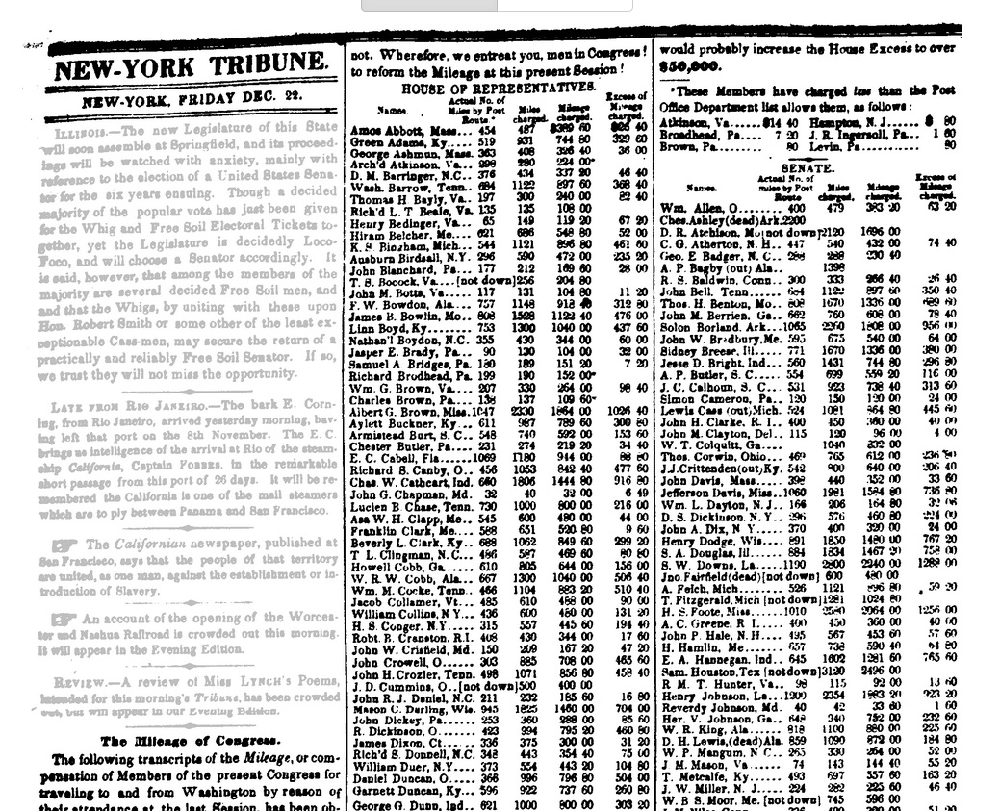 NEW-YORK TRIBUNE.
NEW-YORK, FRIDAY DEC. 22.
ILLINOIS.—The new Legislature of this State
will soon assemble at Springfield, and its proceed-
ings will be watched with anxiety, mainly with
reference to the election of a United States Sena-
tor for the six years ensuing. Though a decided
majority of the popular vote has just been given
for the Whig and Free Soil Electoral Tickets to-
gether, yet the Legislature is decidedly Loco-
Foco, and will choose a Senator accordingly. It
is said, however, that among the members of the
majority are several decided Free Soil men, and
and that the Whigs, by uniting with these upon
Hon. Robert Smith or some other of the least ex-
ceptionable Cass-men, may secure the return of a
practically and reliably Free Soil Senator. If so,
we trust they will not miss the opportunity.
LATE FROM RIO JANEIRO.—The bark E. Corn-
ing, from Rio Janeiro, arrived yesterday morning, hav-
ing left that port on the 8th November. The E. C.
brings no intelligence of the arrival at Rio of the steam-
ship California, Captain FORBES, in the remarkable
short passage from this port of 26 days. It will be re-
membered the California is one of the mail steamers
which are to ply between Panama and San Francisco.
The Californian newspaper, published at
San Francisco, says that the people of that territory
are united, as one man, against the establishment or in-
troduction of Slavery.
An account of the opening of the Worces-
ter and Nashua Railroad is crowded out this morning.
It will appear in the Evening Edition.
REVIEW.—A review of Miss LYNCH'S Poems,
intended for this morning's Tribune, has been crowded
out, but will appear in our Evening Edition.
The Mileage of Congress.
The following transcripts of the Mileage, or com-
pensation of Members of the present Congress for
traveling to and from Washington by reason of
their attendance at the last Session, has been ob-
not. Wherefore, we entreat you, men in Congress!
to reform the Mileage at this present Session!
HOUSE OF REPRESENTATIVES.
Names. Actual No. of Miles by Post Route* Miles charged. Mileage charged. Excess of Mileage charged.
Amos Abbott, Mass... 454 487 $389 60 $26 40
Green Adams, Ky..... 519 931 744 80 329 60
George Ashmun, Mass. 363 408 326 40 36 00
Arch'd Atkinson, Va... 298 280 224 00*
D. M. Barringer, N.C.. 376 434 337 20 46 40
Wash. Barrow, Tenn.. 684 1122 897 60 368 40
Thomas H Bayly, Va.. 197 300 240 00 82 40
Rich'd L. T. Beale, Va. 135 135 108 00
Henry Bedinger, Va... 65 149 119 20 67 20
Hiram Belcher, Me.... 621 686 548 80 52 00
K. S. Bingham, Mich... 544 1121 896 80 461 60
Ausburn Birdsall, N.Y. 296 590 472 00 235 20
John Blanchard, Pa.... 177 212 169 60 28 00
T. S. Bocock, Va....[not down]256 204 80
John M. Botts, Va..... 117 131 104 80 11 20
F. W. Bowdon, Ala.... 757 1148 918 40 312 80
James B. Bowlin, Mo.. 808 1528 1122 40 476 00
Linn Boyd, Ky........ 753 1300 1040 00 437 60
Nathan'l Boydon, N.C. 355 430 344 00 60 00
Jasper E. Brady, Pa.... 90 130 104 00 32 00
Samuel A. Bridges, Pa. 180 189 151 20 7 20
Richard Brodhead, Pa. 199 190 152 00*
Wm. G. Brown, Va.... 207 330 264 00 98 40
Charles Brown, Pa.... 138 137 109 60*
Albert G. Brown, Miss.1047 2330 1864 00 1026 40
Aylett Buckner, Ky... 611 987 789 60 300 80
Armistead Burt, S. C.. 548 740 592 00 153 60
Chester Butler, Pa.... 231 274 219 20 34 40
E. C. Cabell, Fla......1069 1180 944 00 88 80
Richard S. Canby, O.. 456 1053 842 40 477 60
Chas. W. Cathcart, Ind. 660 1806 1444 80 916 80
John G. Chapman, Md. 32 40 32 00 6 49
Lucien B. Chase, Tenn. 730 1000 800 00 216 00
Asa W. H. Clapp, Me.. 545 600 480 00 44 00
Franklin Clark, Me.... 588 651 520 80 9 60
Beverly L. Clark, Ky.. 688 1062 849 60 299 20
T. L. Clingman, N.C... 486 587 469 60 80 80
Howell Cobb, Ga...... 610 805 644 00 156 00
W. R. W. Cobb, Ala... 667 1300 1040 00 506 40
Wm. M. Cocke, Tenn. 466 1104 883 20 510 40
Jacob Collamer, Vt.... 485 610 488 00 90 00
William Collins, N Y... 436 600 480 00 131 20
H. S. Conger, N.Y..... 315 557 445 60 194 40
Robt. B. Cranston, R.I. 408 430 344 00 17 60
John W. Crisfield, Md. 150 209 167 20 47 20
John Crowell, O....... 303 885 708 00 465 60
John H. Crozier, Tenn. 498 1071 856 80 458 40
J. D. Cummins, O..[not down]500 400 00
John R. J. Daniel, N.C. 211 232 185 60 16 80
Mason C. Darling, Wis. 945 1825 1460 00 704 00
John Dickey, Pa...... 253 360 288 00 85 60
R. Dickinson, O....... 423 994 795 20 460 80
James Dixon, Ct...... 336 375 300 00 31 20
Rich'd S. Donnell, N.C. 348 443 354 40 75 00
William Duer, N.Y.... 373 554 443 20 104 80
Daniel Duncan, O..... 366 996 796 80 504 00
Garnett Duncan, Ky... 596 922 737 60 260 80
George G. Dunn, Ind.. 621 1000 800 00 303 20
would probably increase the House Excess to over
$50,000.
*These Members have charged less than the Post
Office Department list allows them, as follows:
Atkinson, Va......$14 40 Hampton, N. J...... $ 80
Broadhead, Pa.... 7 20 J. R. Ingersoll, Pa... 1 60
Brown, Pa........ 80 Levin, Pa.......... 80
SENATE.
Names. Actual No. of miles by Post Route Miles charged. Mileage charged. Excess of Mileage charged.
Wm. Allen, O......... 400 479 383 20 63 20
Ches. Ashley(dead)Ark.2200
D. R. Atchison, Mo[not down]2120 1696 00
C. G. Atherton, N. H.. 447 540 432 00 74 40
Geo. E Badger, N. C.. 288 288 230 40
A. P. Bagby (out) Ala. 1398
R. S. Baldwin, Conn.. 300 333 266 40 26 40
John Bell, Tenn...... 684 1122 897 60 350 40
Thos. H. Benton, Mo.. 808 1670 1336 00 689 60
John M. Berrien, Ga.. 662 760 608 00 78 40
Solon Borland, Ark...1065 2260 1808 00 956 00
John W. Bradbury, Me. 595 675 540 00 64 00
Sidney Breese, Ill.... 771 1670 1336 00 380 00
Jesse D. Bright, Ind... 560 1431 744 80 296 80
A. P. Butler, S. C..... 554 699 559 20 116 00
J. C. Calhoun, S. C... 531 923 738 40 313 60
Simon Cameron, Pa.. 120 150 120 00 24 00
Lewis Cass (out) Mich. 524 1081 864 80 445 60
John H. Clarke, R. I.. 400 450 360 00 40 00
John M. Clayton, Del.. 115 120 96 00 4 00
W. T. Colquitt, Ga.... 1040 832 00
Thos. Corwin, Ohio... 469 765 612 00 236 80
J.J.Crittenden(out)Ky. 542 800 640 00 206 40
John Davis, Mass..... 398 440 352 00 33 60
Jefferson Davis, Miss..1060 1981 1584 80 736 80
Wm. L. Dayton, N. J.. 166 206 164 80 32 06
D. S. Dickinson, N. Y.. 296 576 460 80 224 00
John A. Dix, N Y..... 370 400 320 00 24 00
Henry Dodge, Wis.... 891 1850 1480 00 767 20
S. A. Douglas, Ill..... 884 1834 1467 20 758 00
S. W. Downs, La.....1190 2800 2240 00 1288 00
Jno. Fairfield(dead)[not down] 600 480 00
A. Felch, Mich....... 526 1121 896 80 59 20
T. Fitzgerald, Mich [not down]1281 1024 80
H. S. Foote, Miss.....1010 2580 2064 00 1256 00
A. C. Greene, R I.... 400 450 360 00 40 00
John P. Hale, N. H.... 495 567 453 60 57 60
H. Hamlin, Me...... 657 738 590 40 64 80
E. A. Hannegan, Ind.. 645 1602 1281 60 765 60
Sam. Houston, Tex [not down]3120 2496 00
R M. T. Hunter, Va.. 98 115 92 00 13 60
Henry Johnson, La...1200 2354 1883 20 923 20
Reverdy Johnson, Md. 40 42 33 60 1 60
Her. V. Johnson, Ga.. 648 940 752 00 232 60
W. R. King, Ala...... 818 1100 880 00 225 60
D. H. Lewis,(dead)Ala. 859 1090 872 00 184 80
W. P. Mangum, N C.. 265 330 264 00 52 00
J. M. Mason, Va..... 74 143 144 40 55 20
T. Metcalfe, Ky...... 493 697 557 60 163 20
J. W. Miller, N. J.... 224 282 225 60 46 40
W. B S. Moor, Me. [not down] 745 596 00